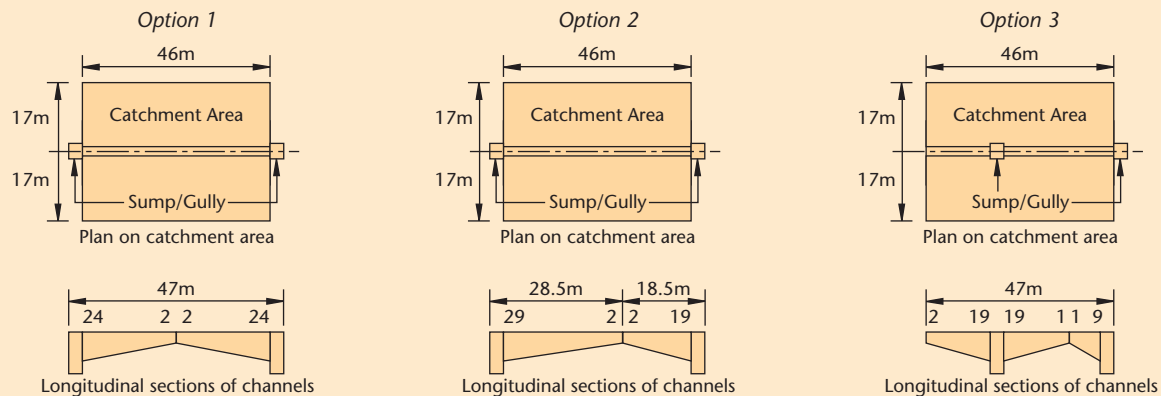 Option 1
46m
17m
Catchment Area
17m
Sump/Gully
Plan on catchment area
47m
24 2 2 24
Longitudinal sections of channels
Option 2
46m
17m
Catchment Area
17m
Sump/Gully
Plan on catchment area
28.5m 18.5m
29 2 2 19
Longitudinal sections of channels
Option 3
46m
17m
Catchment Area
17m
Sump/Gully
Plan on catchment area
47m
2 19 19 11 9
Longitudinal sections of channels